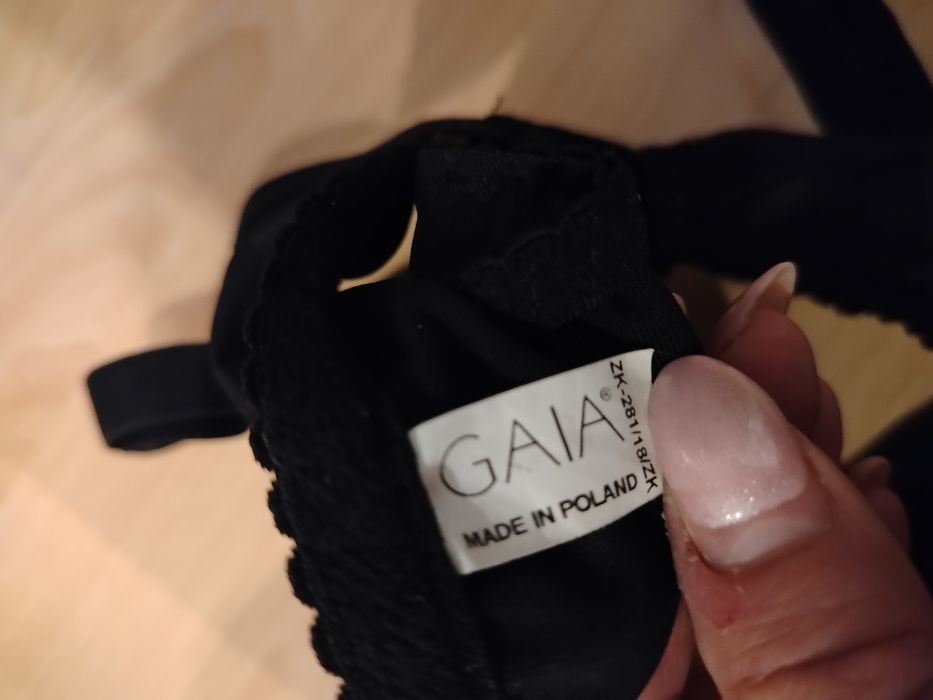 GAIA®
MADE IN POLAND
ZK-281/18/ZK